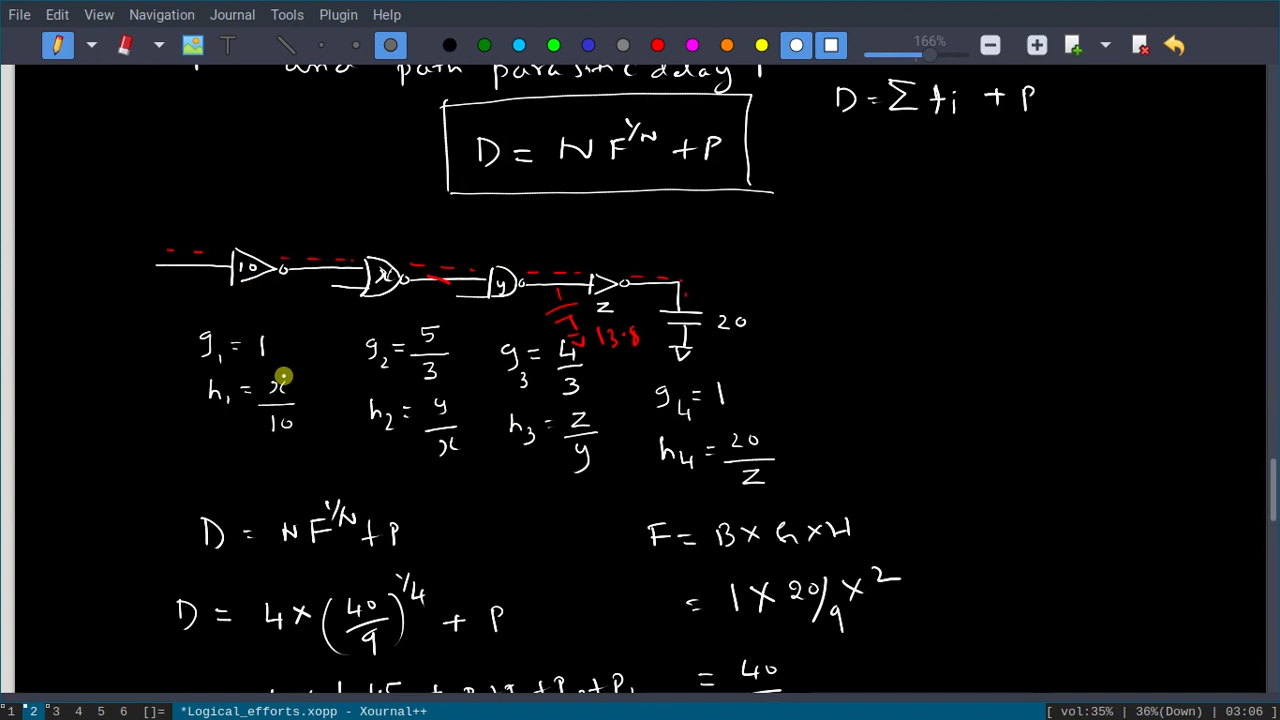 File Edit View Navigation Journal Tools Plugin Help
166%
and path parasitic delay P
D = Σ fi + P
D = N F^1/N + P
10 x y z
13.8
20
g1 = 1 g2 = 5/3 g3 = 4/3 g4 = 1
h1 = x/10 h2 = y/x h3 = z/y h4 = 20/z
D = N F^1/N + P F = B × G × H
D = 4 × (40/9)^1/4 + P = 1 × 20/9 × 2
= 40
1 2 3 4 5 6 []= *Logical_efforts.xopp - Xournal++ [ vol:35% | 36%(Down) | 03:06